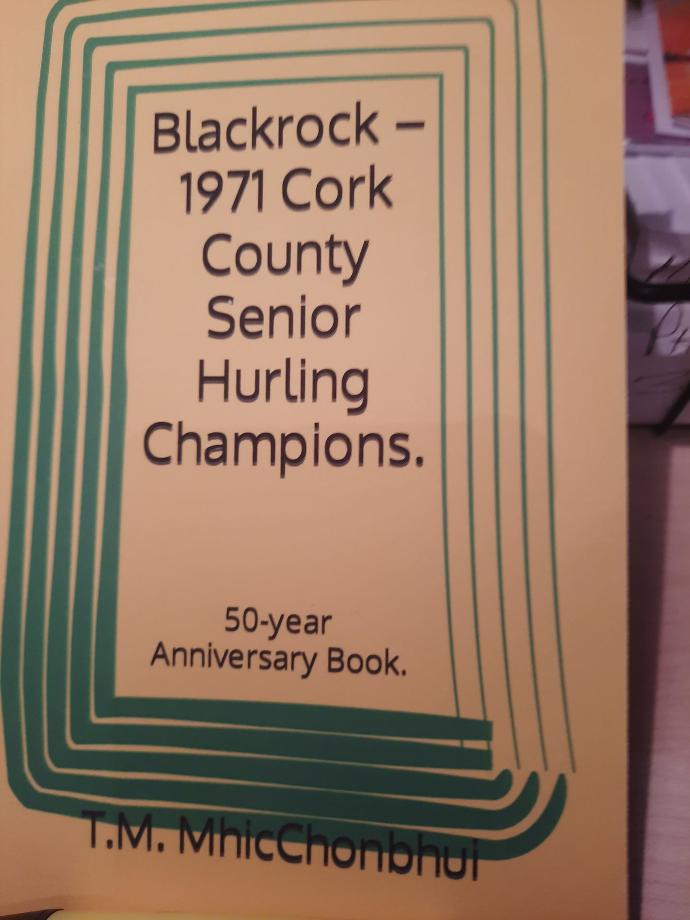 Blackrock –
1971 Cork
County
Senior
Hurling
Champions.
50-year
Anniversary Book.
T.M. MhicChonbhui